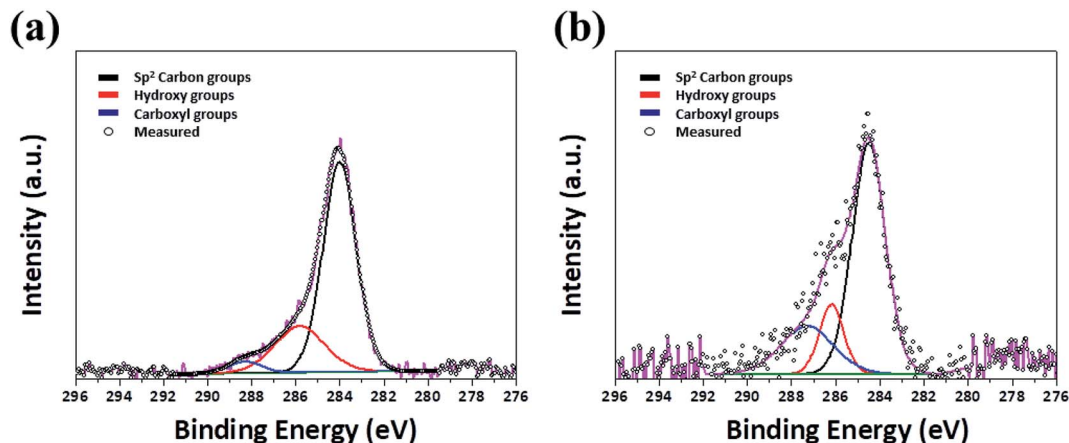 (a)
Sp² Carbon groups
Hydroxy groups
Carboxyl groups
Measured
Intensity (a.u.)
296 294 292 290 288 286 284 282 280 278 276
Binding Energy (eV)
(b)
Sp² Carbon groups
Hydroxy groups
Carboxyl groups
Measured
Intensity (a.u.)
296 294 292 290 288 286 284 282 280 278 276
Binding Energy (eV)